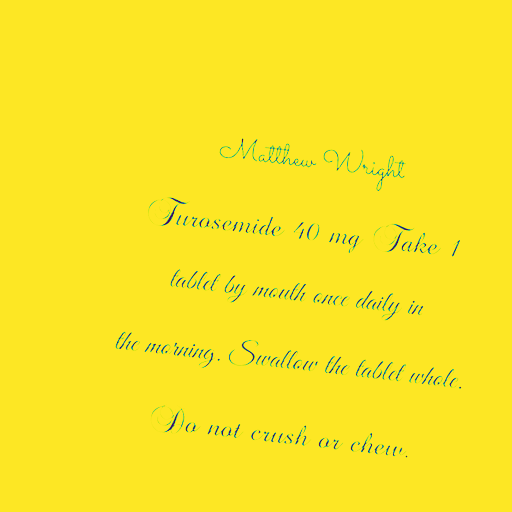 Matthew Wright
Furosemide 40 mg Take 1
tablet by mouth once daily in
the morning. Swallow the tablet whole.
Do not crush or chew.